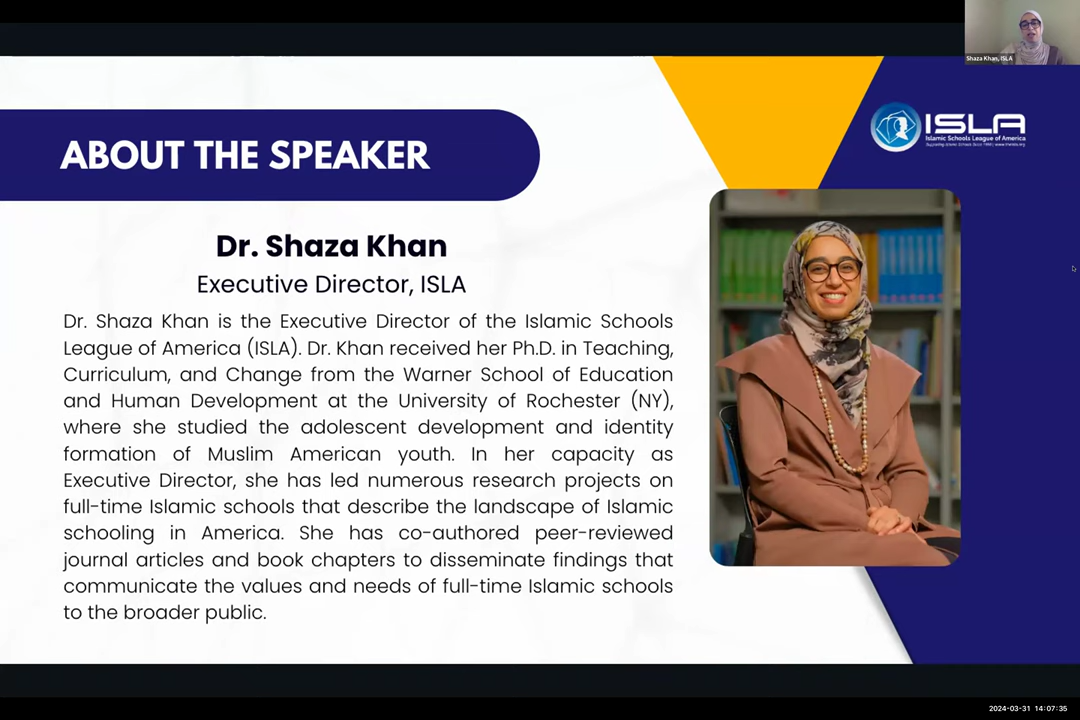 Shaza Khan, ISLA
ISLA
Islamic Schools League of America
ABOUT THE SPEAKER
Dr. Shaza Khan
Executive Director, ISLA
Dr. Shaza Khan is the Executive Director of the Islamic Schools
League of America (ISLA). Dr. Khan received her Ph.D. in Teaching,
Curriculum, and Change from the Warner School of Education
and Human Development at the University of Rochester (NY),
where she studied the adolescent development and identity
formation of Muslim American youth. In her capacity as
Executive Director, she has led numerous research projects on
full-time Islamic schools that describe the landscape of Islamic
schooling in America. She has co-authored peer-reviewed
journal articles and book chapters to disseminate findings that
communicate the values and needs of full-time Islamic schools
to the broader public.
2024-03-31 14:07:35